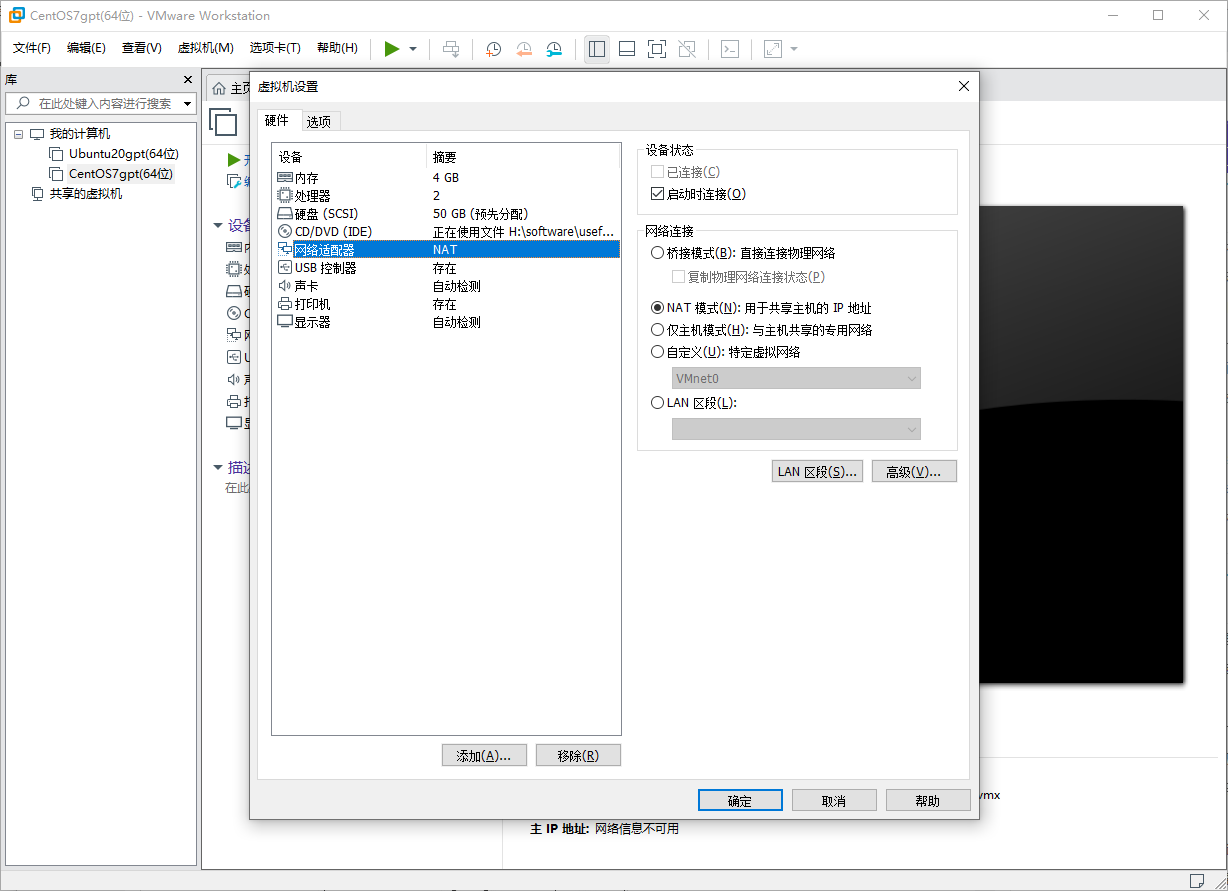 CentOS7gpt(64位) - VMware Workstation
文件(F) 编辑(E) 查看(V) 虚拟机(M) 选项卡(T) 帮助(H)
库
在此处键入内容进行搜索
我的计算机
Ubuntu20gpt(64位)
CentOS7gpt(64位)
共享的虚拟机
主页
设备
描述
在此
虚拟机设置
硬件 选项
设备 摘要
内存 4 GB
处理器 2
硬盘 (SCSI) 50 GB (预先分配)
CD/DVD (IDE) 正在使用文件 H:\software\usef...
网络适配器 NAT
USB 控制器 存在
声卡 自动检测
打印机 存在
显示器 自动检测
添加(A)... 移除(R)
设备状态
已连接(C)
启动时连接(O)
网络连接
桥接模式(B): 直接连接物理网络
复制物理网络连接状态(P)
NAT 模式(N): 用于共享主机的 IP 地址
仅主机模式(H): 与主机共享的专用网络
自定义(U): 特定虚拟网络
VMnet0
LAN 区段(L):
LAN 区段(S)... 高级(V)...
确定 取消 帮助
vmx
主 IP 地址: 网络信息不可用